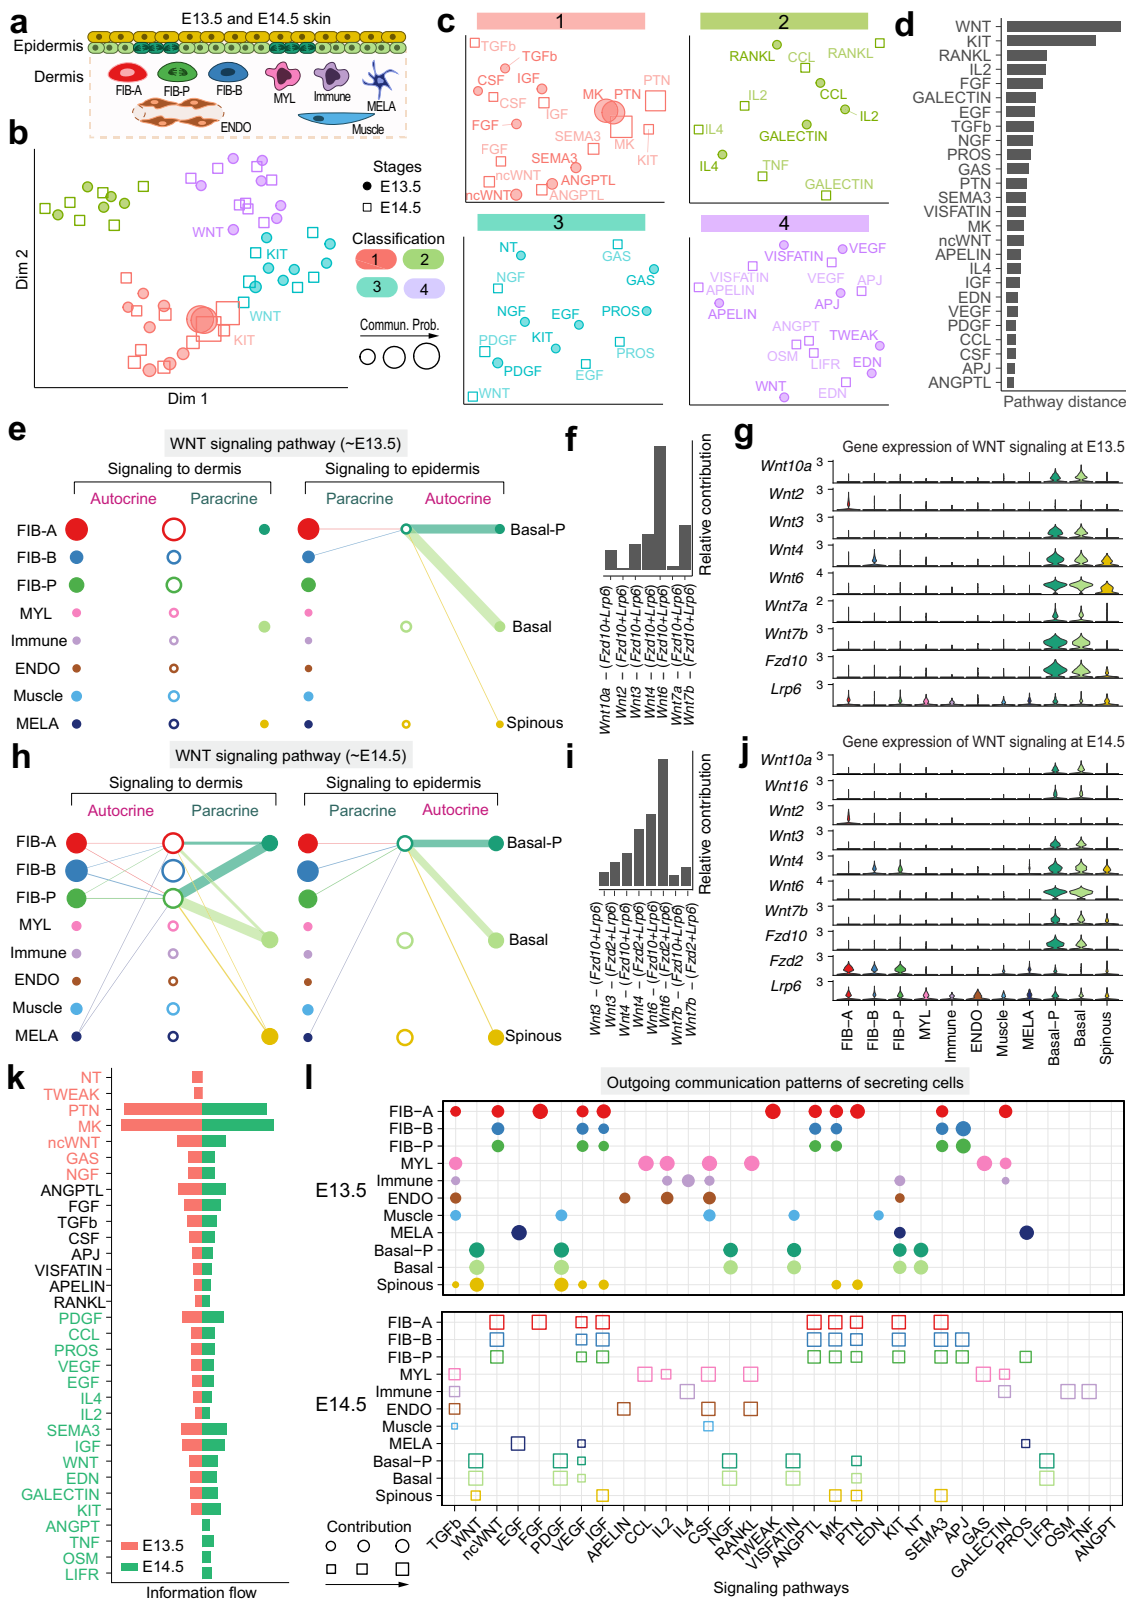 a
E13.5 and E14.5 skin
Epidermis
Dermis
FIB-A
FIB-P
FIB-B
MYL
Immune
MELA
ENDO
Muscle
b
Dim 2
Dim 1
WNT
KIT
WNT
KIT
Stages
E13.5
E14.5
Classification
1
2
3
4
Commun. Prob.
c
1
TGFb
TGFb
CSF
IGF
PTN
CSF
MK
PTN
IGF
FGF
SEMA3
MK
KIT
FGF
SEMA3
ncWNT
ANGPTL
ncWNT
ANGPTL
2
RANKL
RANKL
CCL
CCL
IL2
IL2
GALECTIN
IL4
IL4
TNF
GALECTIN
3
NT
GAS
NGF
GAS
NGF
EGF
PROS
KIT
PDGF
PROS
PDGF
EGF
WNT
4
VISFATIN
VEGF
VISFATIN
VEGF
APJ
APELIN
APJ
APELIN
ANGPT
TWEAK
OSM
LIFR
EDN
WNT
EDN
d
WNT
KIT
RANKL
IL2
FGF
GALECTIN
EGF
TGFb
NGF
PROS
GAS
PTN
SEMA3
VISFATIN
MK
ncWNT
APELIN
IL4
IGF
EDN
VEGF
PDGF
CCL
CSF
APJ
ANGPTL
Pathway distance
e
WNT signaling pathway (~E13.5)
Signaling to dermis
Signaling to epidermis
Autocrine
Paracrine
Paracrine
Autocrine
FIB-A
FIB-B
FIB-P
MYL
Immune
ENDO
Muscle
MELA
Basal-P
Basal
Spinous
f
Relative contribution
Wnt10a − (Fzd10+Lrp6)
Wnt2 − (Fzd10+Lrp6)
Wnt3 − (Fzd10+Lrp6)
Wnt4 − (Fzd10+Lrp6)
Wnt6 − (Fzd10+Lrp6)
Wnt7a − (Fzd10+Lrp6)
Wnt7b − (Fzd10+Lrp6)
g
Gene expression of WNT signaling at E13.5
Wnt10a 3
Wnt2 3
Wnt3 3
Wnt4 3
Wnt6 4
Wnt7a 2
Wnt7b 3
Fzd10 3
Lrp6 3
h
WNT signaling pathway (~E14.5)
Signaling to dermis
Signaling to epidermis
Autocrine
Paracrine
Paracrine
Autocrine
FIB-A
FIB-B
FIB-P
MYL
Immune
ENDO
Muscle
MELA
Basal-P
Basal
Spinous
i
Relative contribution
Wnt3 − (Fzd10+Lrp6)
Wnt3 − (Fzd2+Lrp6)
Wnt4 − (Fzd10+Lrp6)
Wnt4 − (Fzd2+Lrp6)
Wnt6 − (Fzd10+Lrp6)
Wnt6 − (Fzd2+Lrp6)
Wnt7b − (Fzd10+Lrp6)
Wnt7b − (Fzd2+Lrp6)
j
Gene expression of WNT signaling at E14.5
Wnt10a 3
Wnt16 3
Wnt2 3
Wnt3 3
Wnt4 3
Wnt6 4
Wnt7b 3
Fzd10 3
Fzd2 3
Lrp6 3
FIB−A
FIB−B
FIB−P
MYL
Immune
ENDO
Muscle
MELA
Basal−P
Basal
Spinous
k
NT
TWEAK
PTN
MK
ncWNT
GAS
NGF
ANGPTL
FGF
TGFb
CSF
APJ
VISFATIN
APELIN
RANKL
PDGF
CCL
PROS
VEGF
EGF
IL4
IL2
SEMA3
IGF
WNT
EDN
GALECTIN
KIT
ANGPT
TNF
OSM
LIFR
E13.5
E14.5
Information flow
l
Outgoing communication patterns of secreting cells
E13.5
FIB−A
FIB−B
FIB−P
MYL
Immune
ENDO
Muscle
MELA
Basal−P
Basal
Spinous
E14.5
FIB−A
FIB−B
FIB−P
MYL
Immune
ENDO
Muscle
MELA
Basal−P
Basal
Spinous
TGFb
WNT
ncWNT
EGF
FGF
PDGF
VEGF
IGF
APELIN
CCL
IL2
IL4
CSF
NGF
RANKL
TWEAK
VISFATIN
ANGPTL
MK
PTN
EDN
KIT
NT
SEMA3
APJ
GAS
GALECTIN
PROS
LIFR
OSM
TNF
ANGPT
Contribution
Signaling pathways